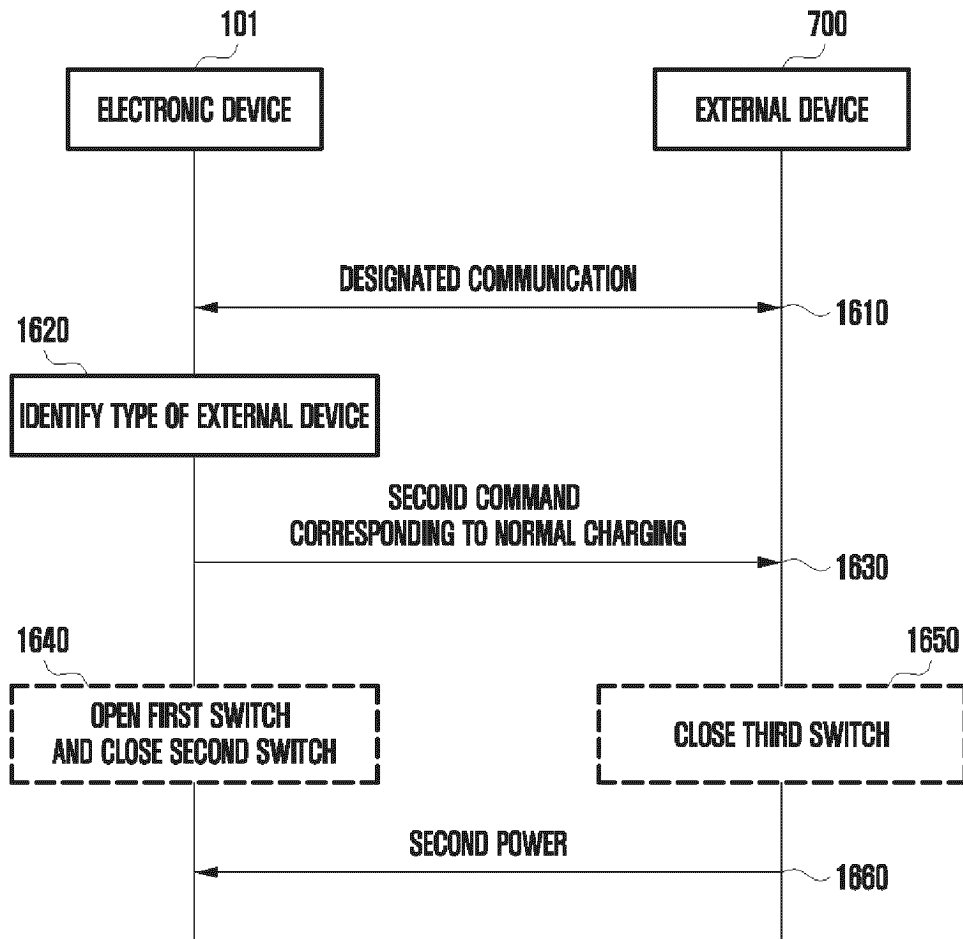 101
700
ELECTRONIC DEVICE
EXTERNAL DEVICE
DESIGNATED COMMUNICATION
1610
1620
IDENTIFY TYPE OF EXTERNAL DEVICE
SECOND COMMAND
CORRESPONDING TO NORMAL CHARGING
1630
1640
1650
OPEN FIRST SWITCH
AND CLOSE SECOND SWITCH
CLOSE THIRD SWITCH
SECOND POWER
1660